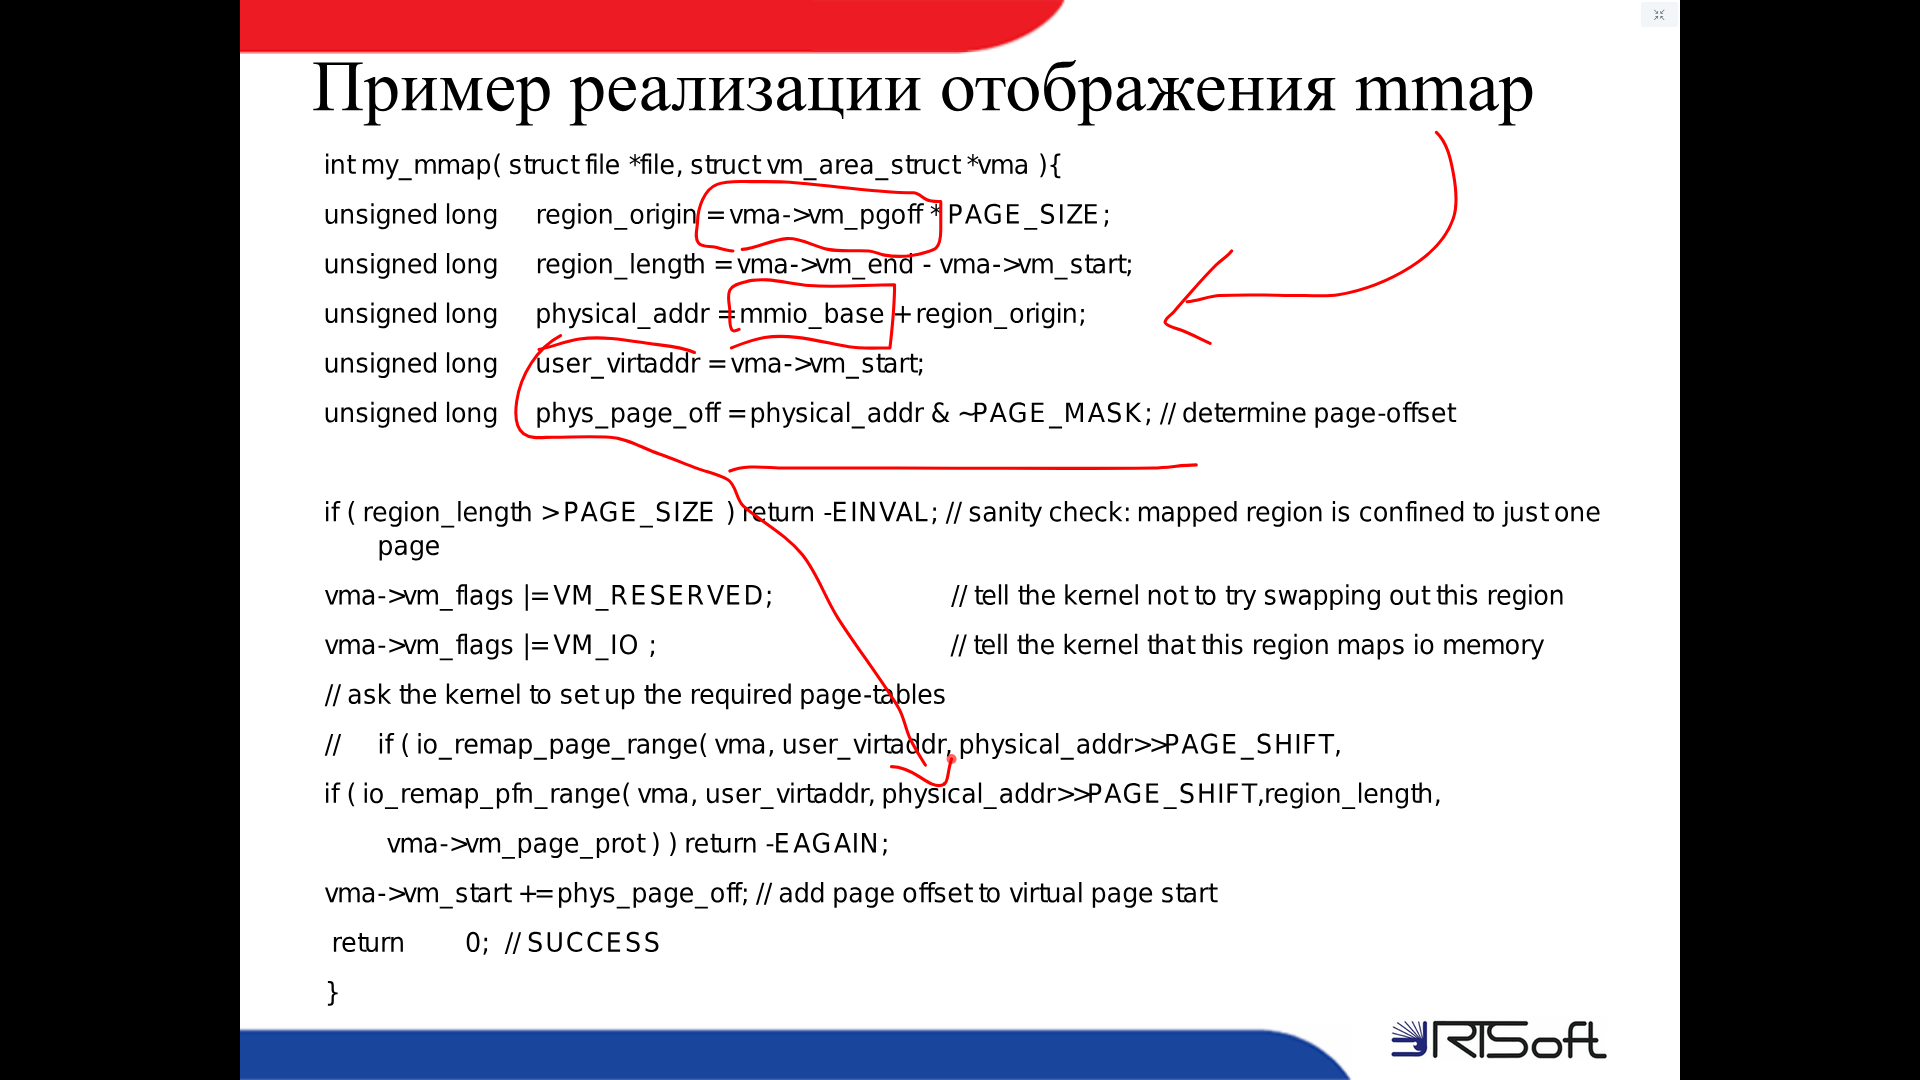 Пример реализации отображения mmap
int my_mmap( struct file *file, struct vm_area_struct *vma ){
unsigned long region_origin = vma->vm_pgoff * PAGE_SIZE;
unsigned long region_length = vma->vm_end - vma->vm_start;
unsigned long physical_addr = mmio_base + region_origin;
unsigned long user_virtaddr = vma->vm_start;
unsigned long phys_page_off = physical_addr & ~PAGE_MASK; // determine page-offset
if ( region_length > PAGE_SIZE ) return -EINVAL; // sanity check: mapped region is confined to just one
page
vma->vm_flags |= VM_RESERVED; // tell the kernel not to try swapping out this region
vma->vm_flags |= VM_IO ; // tell the kernel that this region maps io memory
// ask the kernel to set up the required page-tables
// if ( io_remap_page_range( vma, user_virtaddr, physical_addr>>PAGE_SHIFT,
if ( io_remap_pfn_range( vma, user_virtaddr, physical_addr>>PAGE_SHIFT,region_length,
vma->vm_page_prot ) ) return -EAGAIN;
vma->vm_start += phys_page_off; // add page offset to virtual page start
return 0; // SUCCESS
}
RTSoft